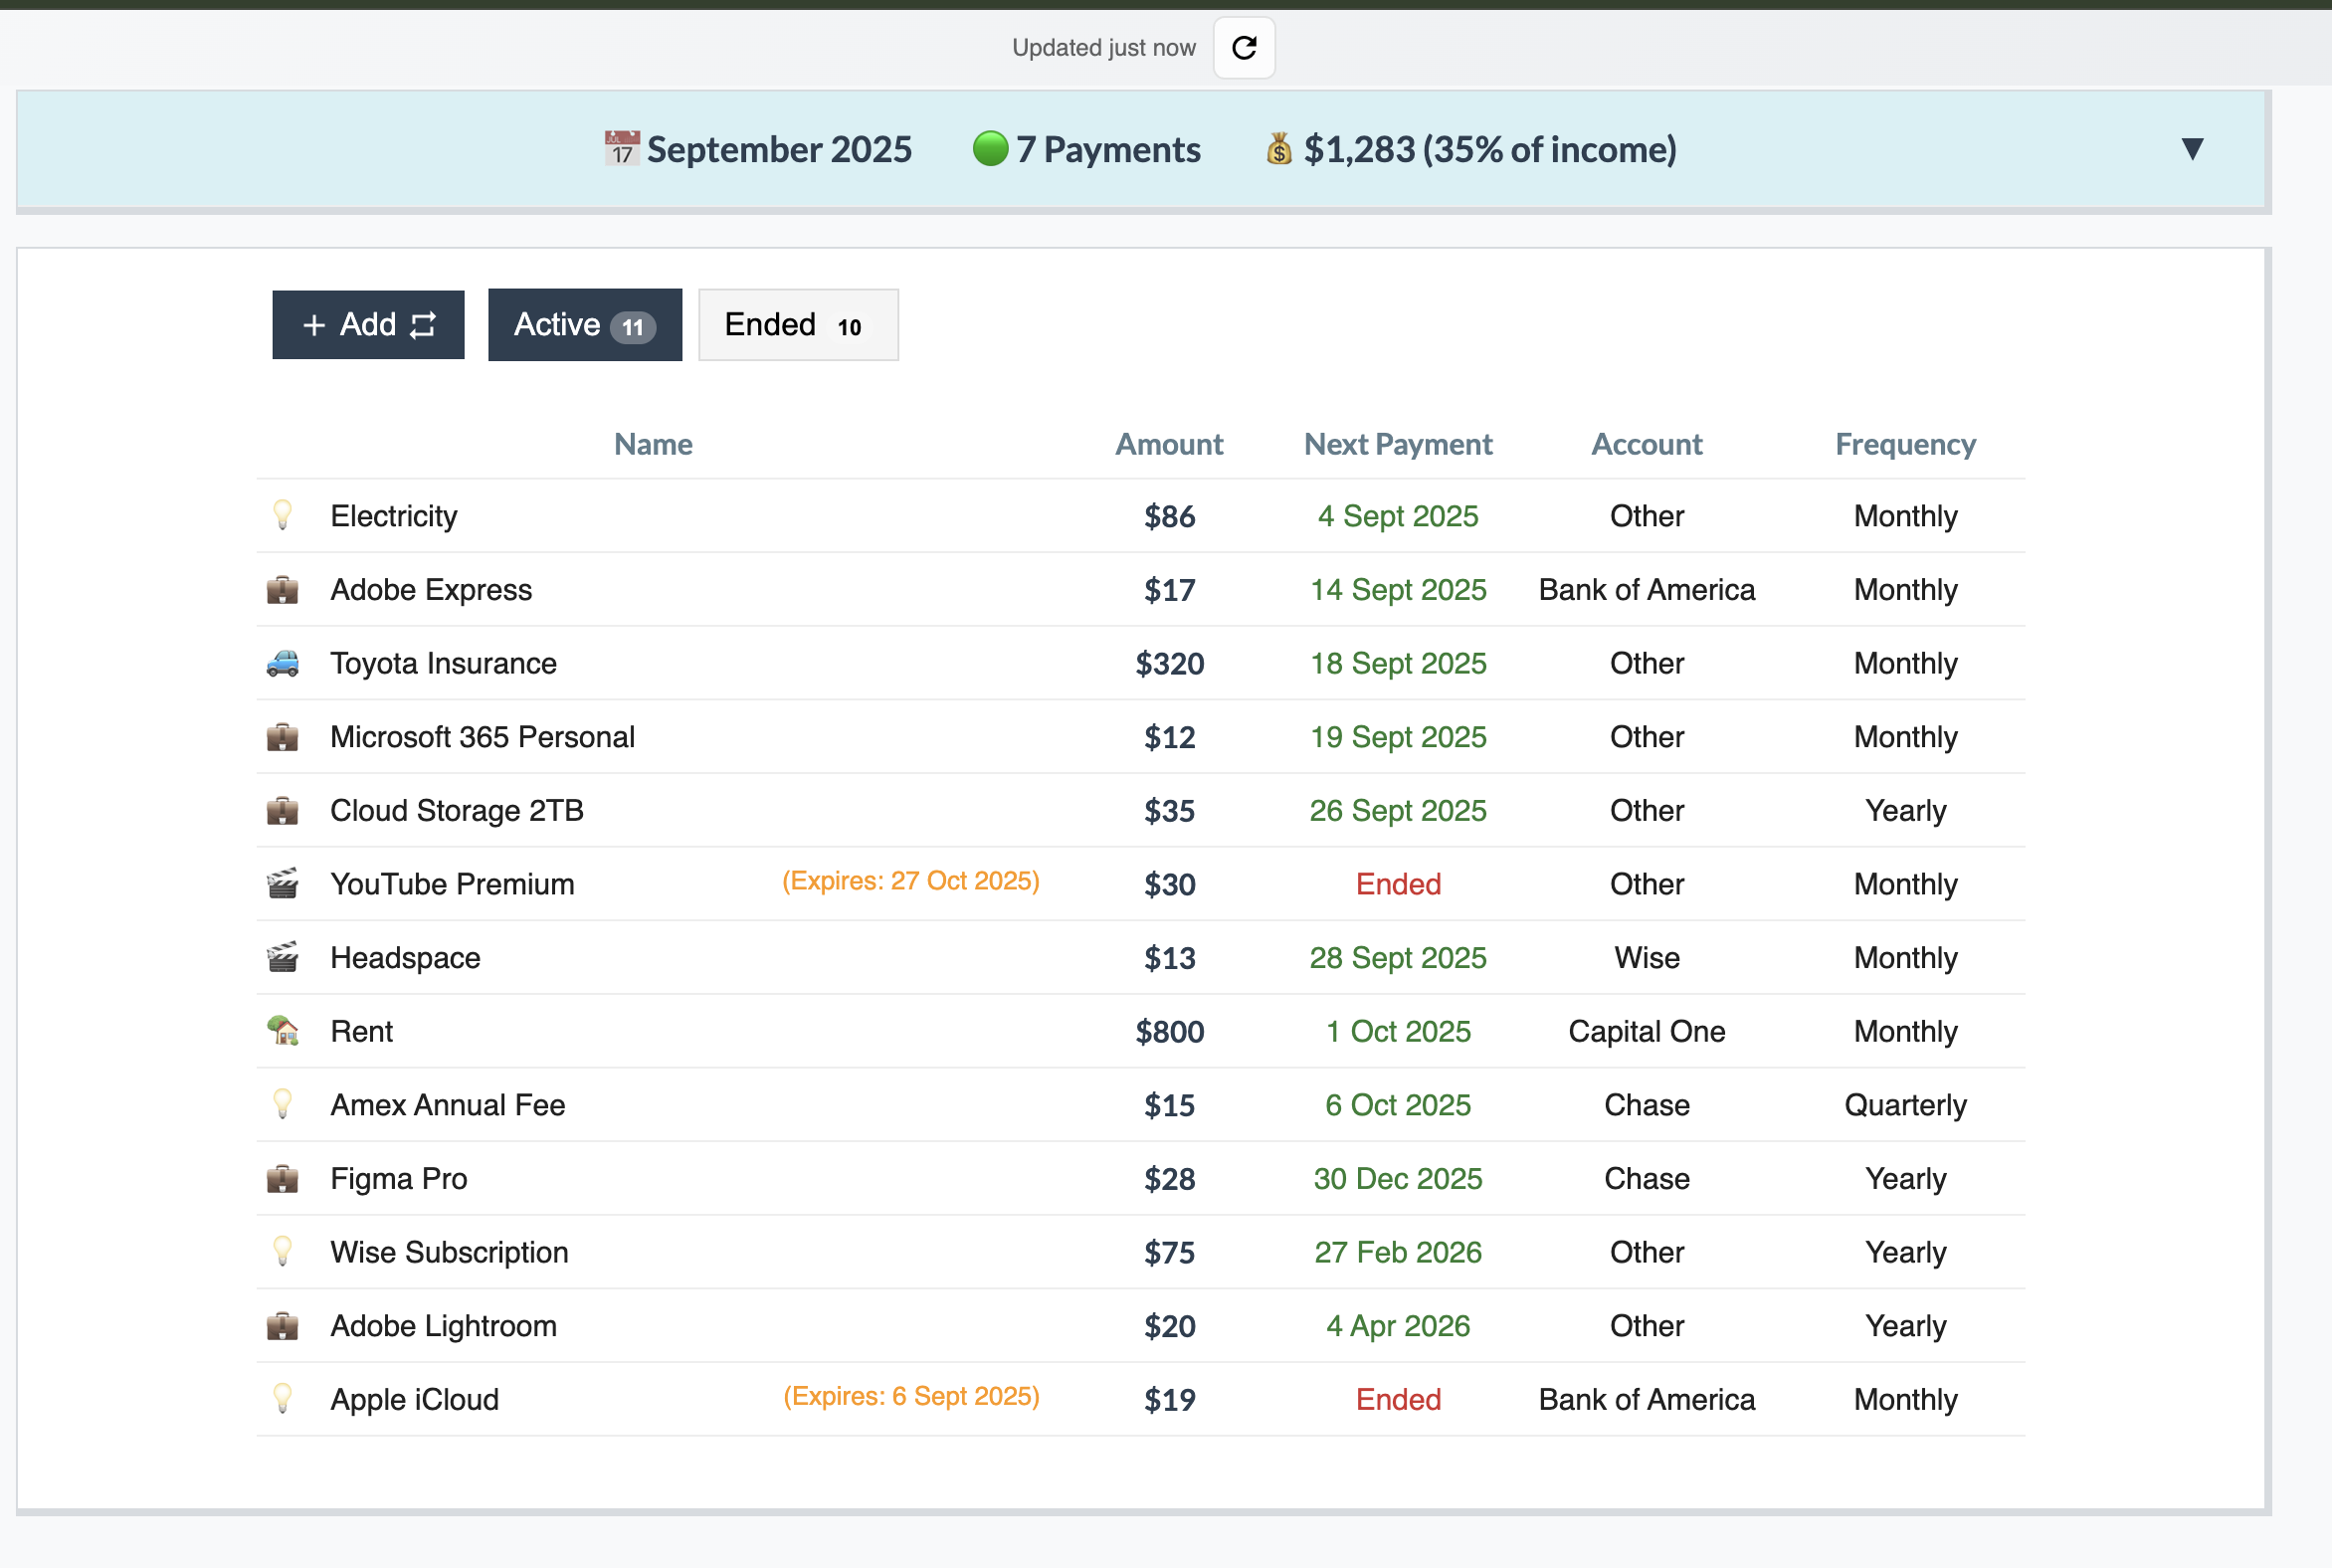 Updated just now
September 2025 7 Payments $1,283 (35% of income) ▼
+ Add Active 11 Ended 10
Name Amount Next Payment Account Frequency
Electricity $86 4 Sept 2025 Other Monthly
Adobe Express $17 14 Sept 2025 Bank of America Monthly
Toyota Insurance $320 18 Sept 2025 Other Monthly
Microsoft 365 Personal $12 19 Sept 2025 Other Monthly
Cloud Storage 2TB $35 26 Sept 2025 Other Yearly
YouTube Premium (Expires: 27 Oct 2025) $30 Ended Other Monthly
Headspace $13 28 Sept 2025 Wise Monthly
Rent $800 1 Oct 2025 Capital One Monthly
Amex Annual Fee $15 6 Oct 2025 Chase Quarterly
Figma Pro $28 30 Dec 2025 Chase Yearly
Wise Subscription $75 27 Feb 2026 Other Yearly
Adobe Lightroom $20 4 Apr 2026 Other Yearly
Apple iCloud (Expires: 6 Sept 2025) $19 Ended Bank of America Monthly